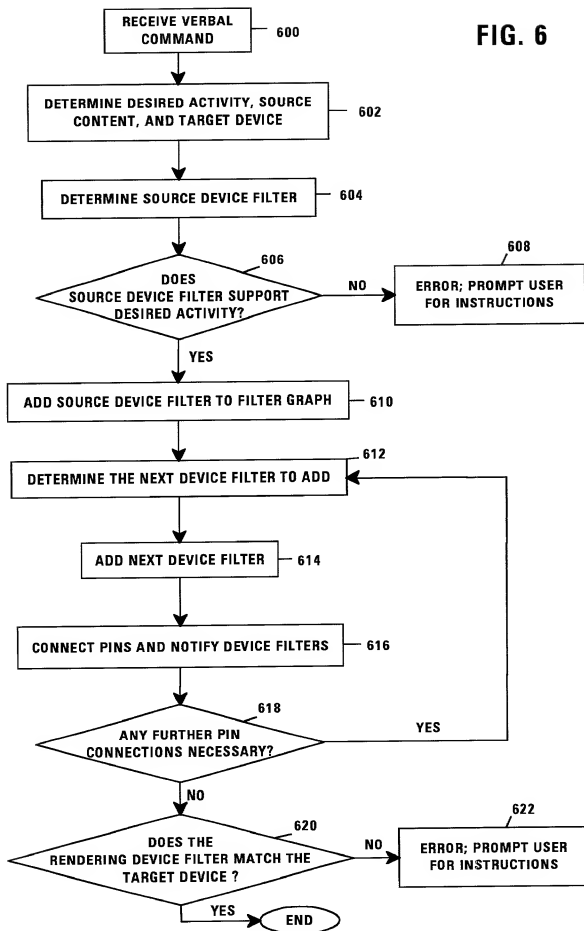 FIG. 6
RECEIVE VERBAL
COMMAND
600
DETERMINE DESIRED ACTIVITY, SOURCE
CONTENT, AND TARGET DEVICE
602
DETERMINE SOURCE DEVICE FILTER
604
606
DOES
SOURCE DEVICE FILTER SUPPORT
DESIRED ACTIVITY?
NO
608
ERROR; PROMPT USER
FOR INSTRUCTIONS
YES
ADD SOURCE DEVICE FILTER TO FILTER GRAPH
610
612
DETERMINE THE NEXT DEVICE FILTER TO ADD
ADD NEXT DEVICE FILTER
614
CONNECT PINS AND NOTIFY DEVICE FILTERS
616
618
ANY FURTHER PIN
CONNECTIONS NECESSARY?
YES
NO
620
DOES THE
RENDERING DEVICE FILTER MATCH THE
TARGET DEVICE ?
NO
622
ERROR; PROMPT USER
FOR INSTRUCTIONS
YES
END